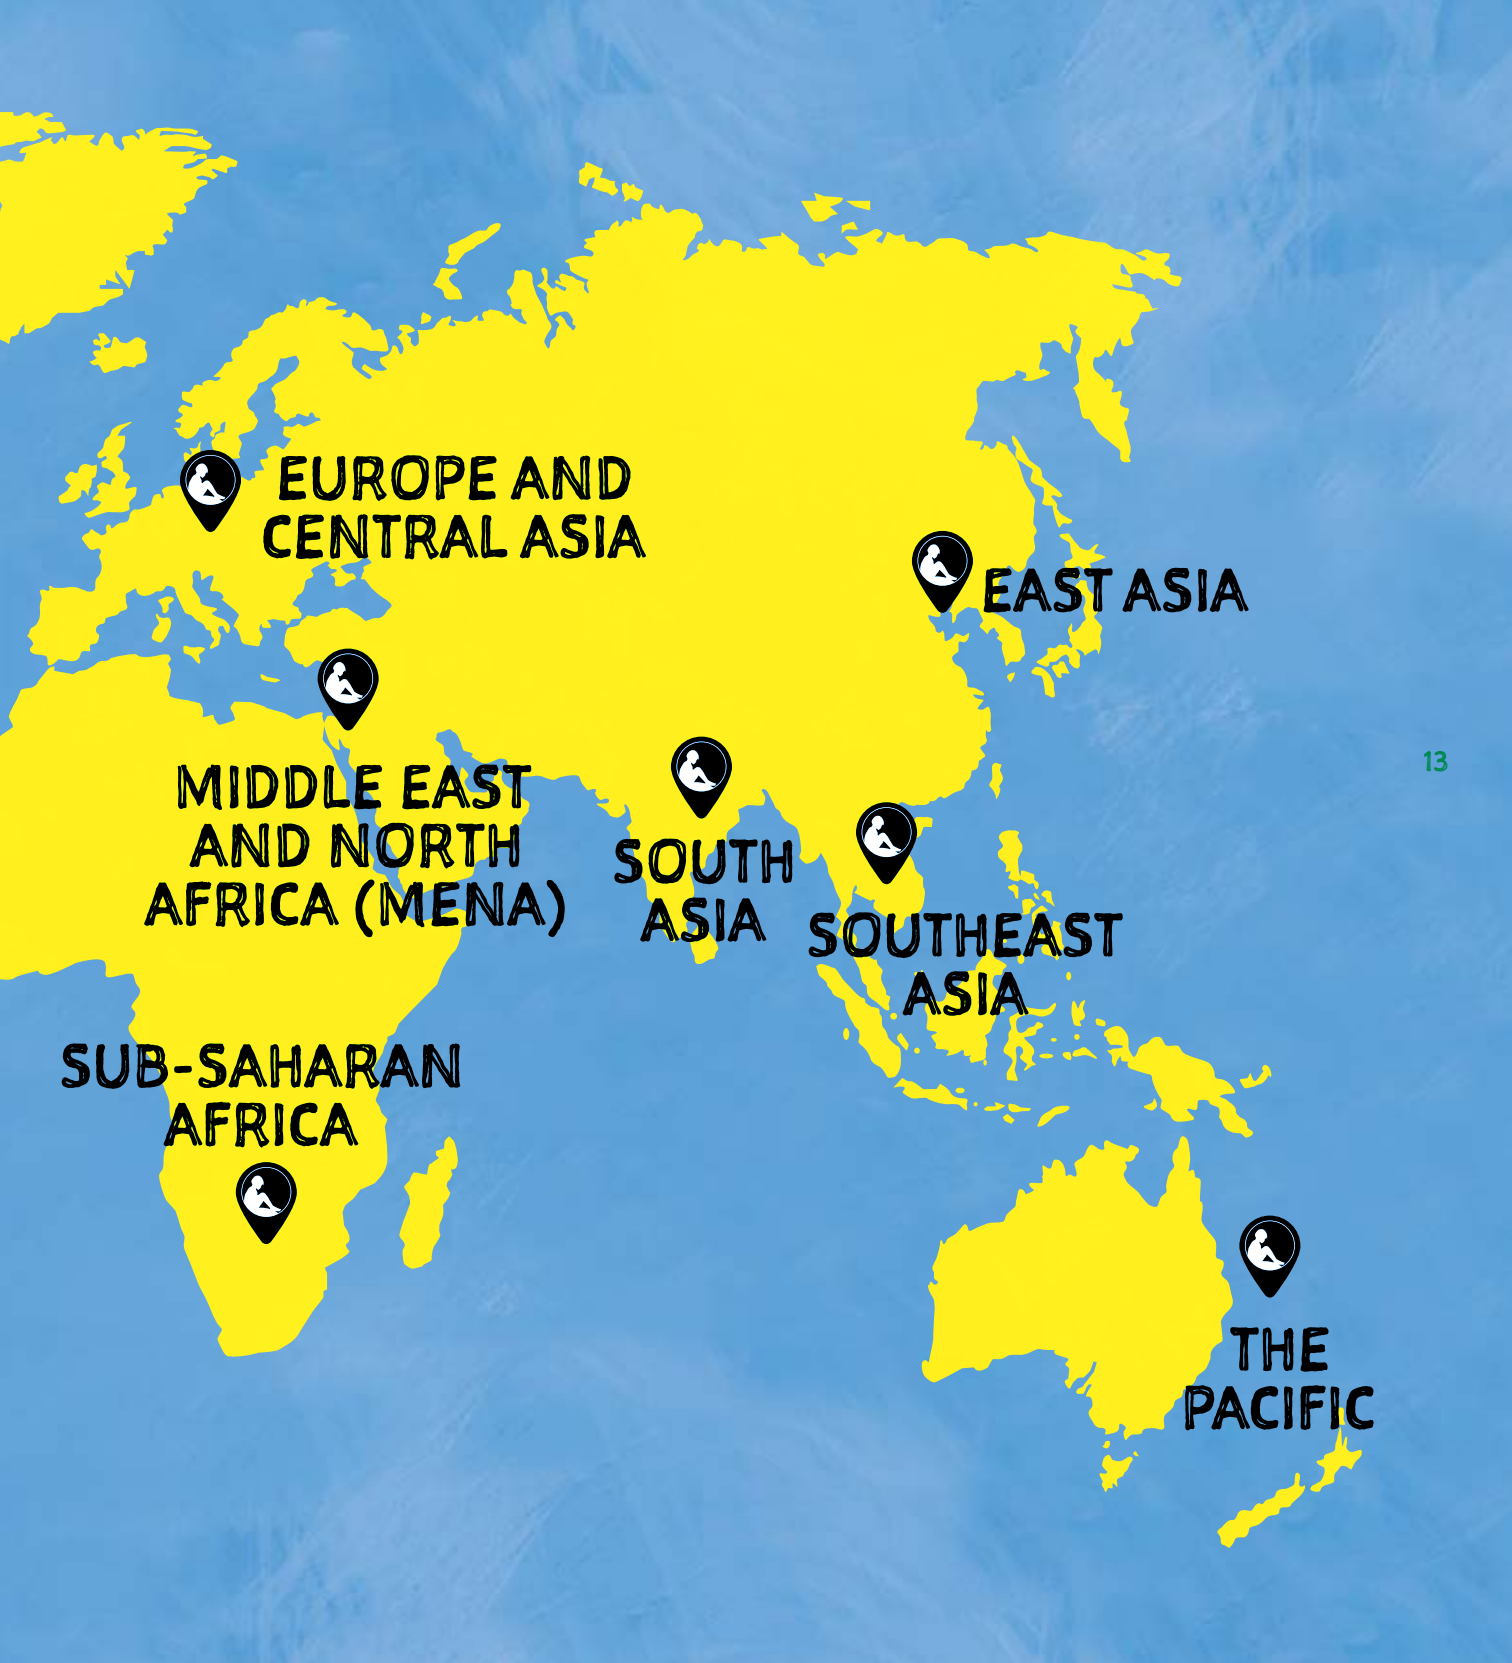 EUROPE AND
CENTRAL ASIA
EAST ASIA
MIDDLE EAST
AND NORTH
AFRICA (MENA)
SOUTH
ASIA
SOUTHEAST
ASIA
SUB-SAHARAN
AFRICA
THE
PACIFIC
13